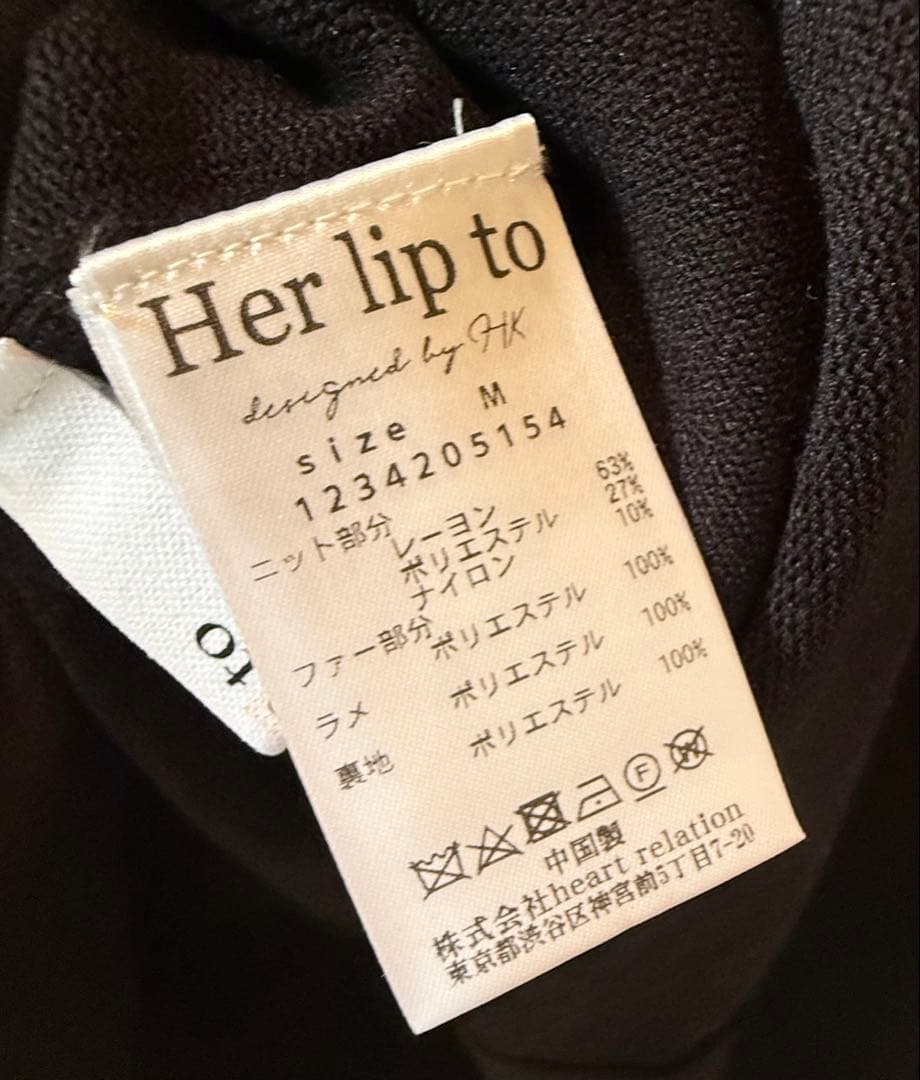 Her lip to
designed by HK
size M
1234205154
ニット部分 レーヨン 63%
ポリエステル 27%
ナイロン 10%
ファー部分 ポリエステル 100%
ラメ ポリエステル 100%
裏地 ポリエステル 100%
F W
中国製
株式会社heart relation
東京都渋谷区神宮前5丁目7-20
to